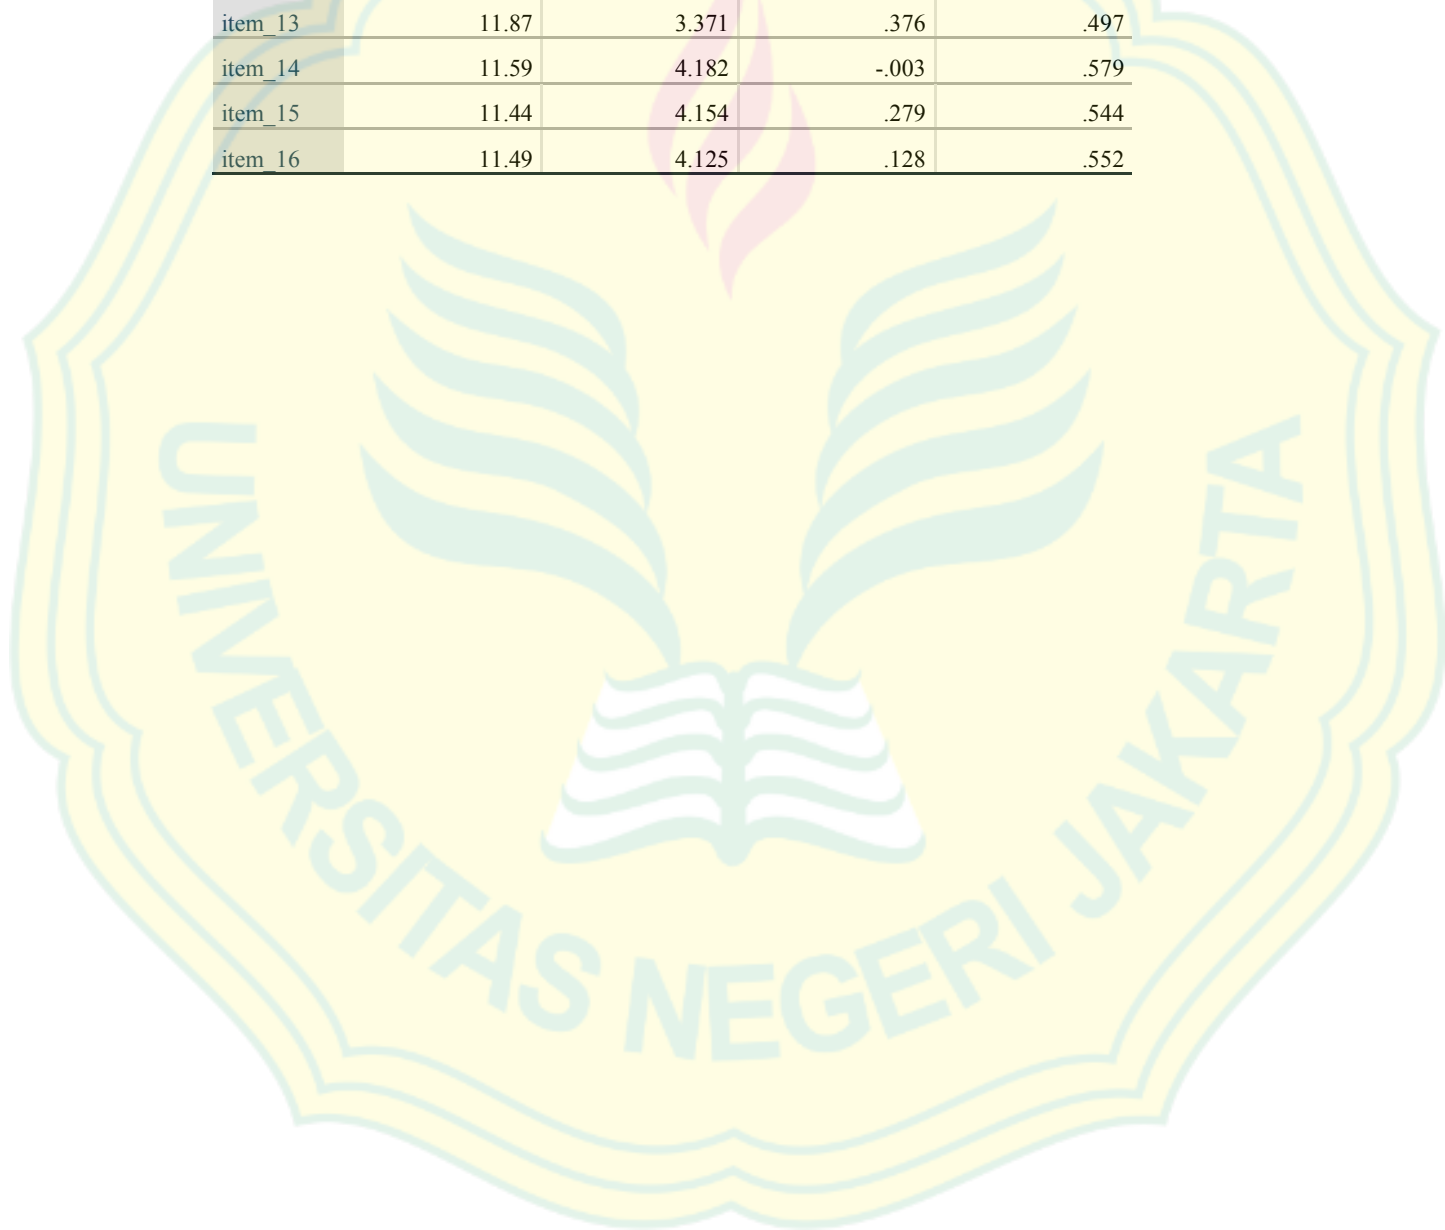 item_13 11.87 3.371 .376 .497
item_14 11.59 4.182 -.003 .579
item_15 11.44 4.154 .279 .544
item_16 11.49 4.125 .128 .552
UNIVERSITAS NEGERI JAKARTA